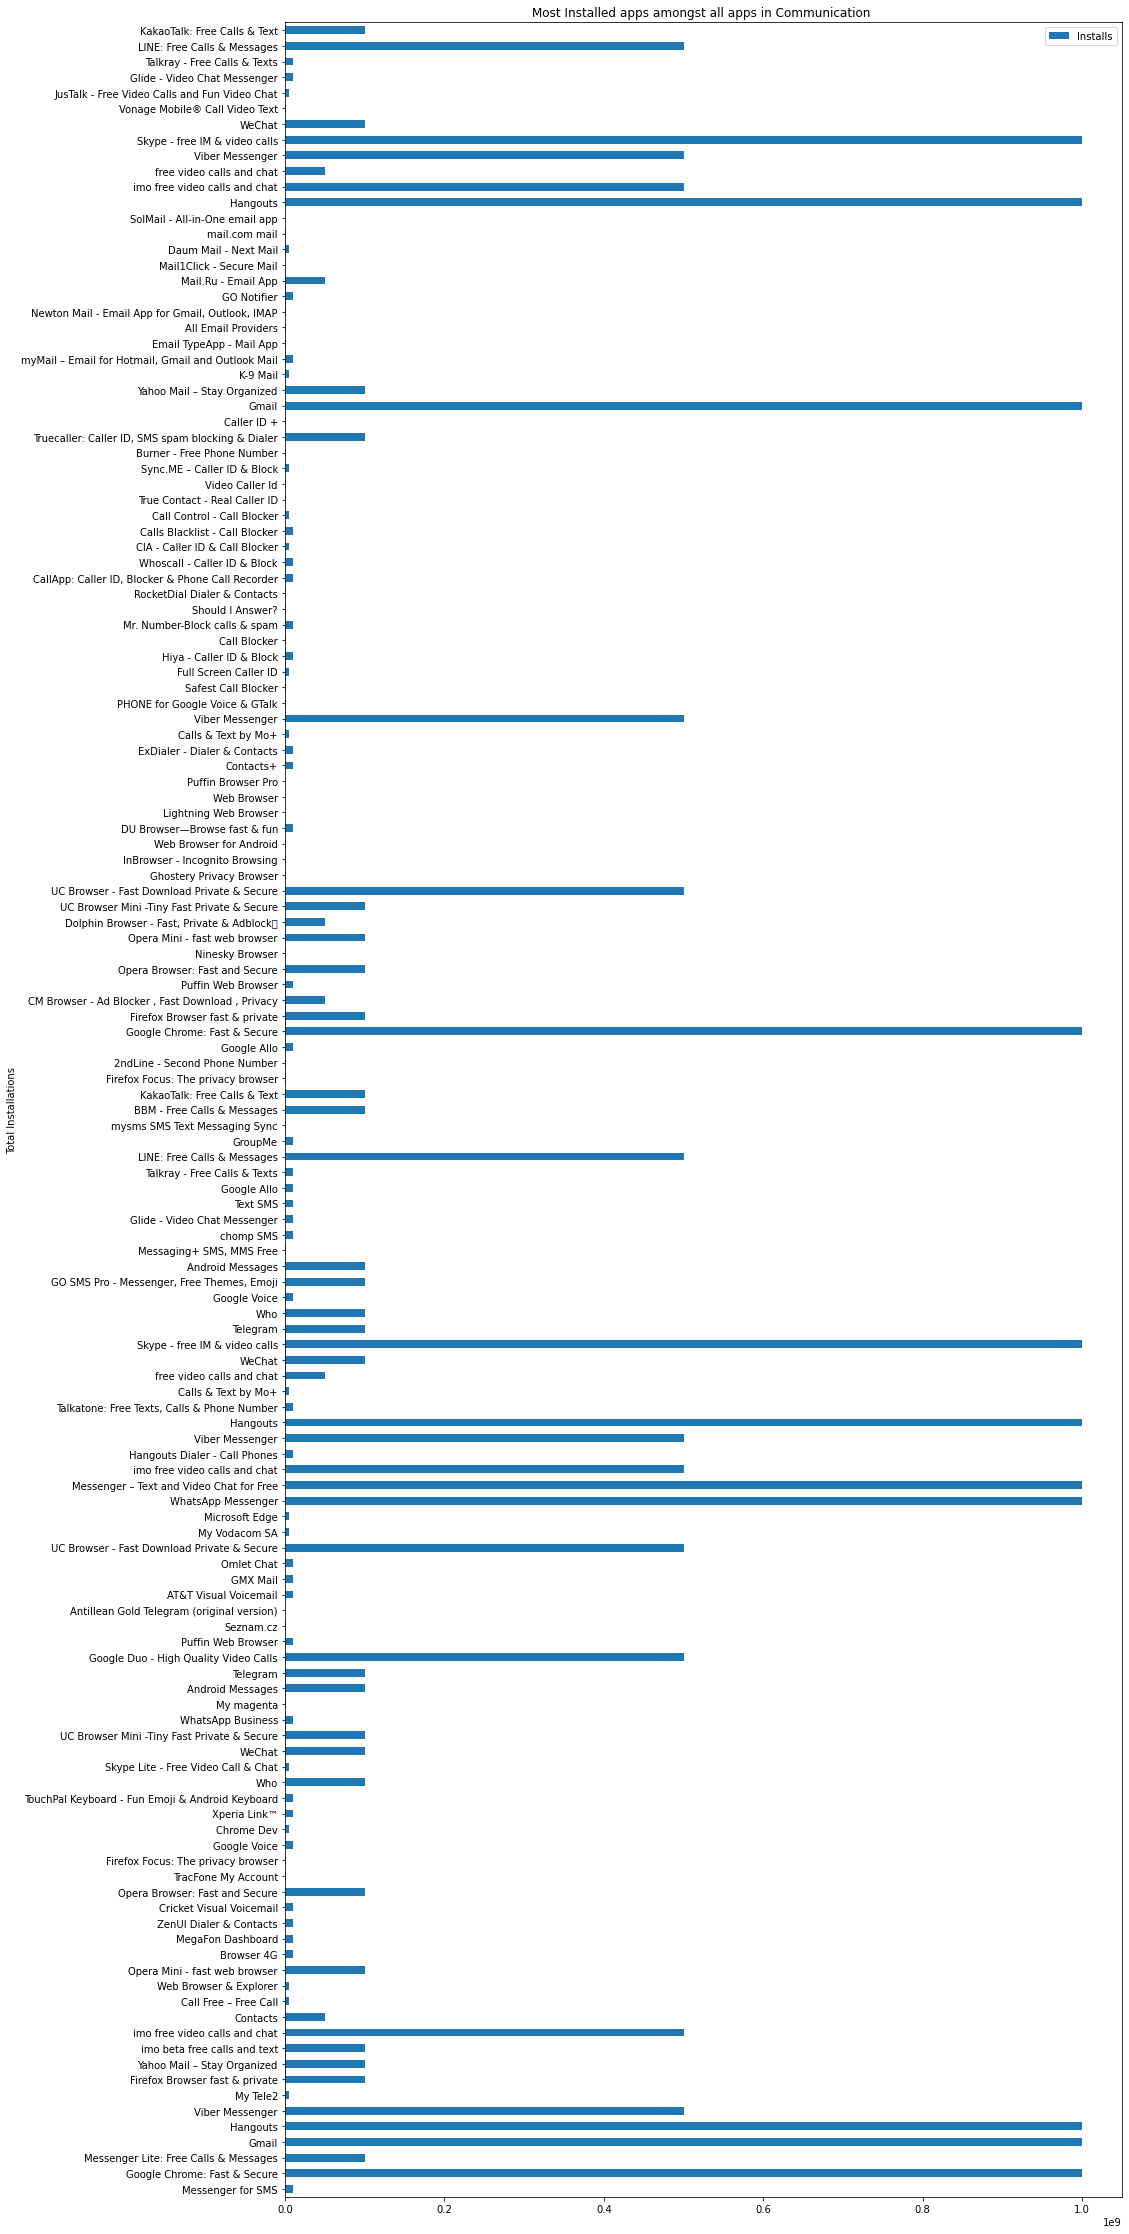 Most Installed apps amongst all apps in Communication
Installs
KakaoTalk: Free Calls & Text
LINE: Free Calls & Messages
Talkray - Free Calls & Texts
Glide - Video Chat Messenger
JusTalk - Free Video Calls and Fun Video Chat
Vonage Mobile® Call Video Text
WeChat
Skype - free IM & video calls
Viber Messenger
free video calls and chat
imo free video calls and chat
Hangouts
SolMail - All-in-One email app
mail.com mail
Daum Mail - Next Mail
Mail1Click - Secure Mail
Mail.Ru - Email App
GO Notifier
Newton Mail - Email App for Gmail, Outlook, IMAP
All Email Providers
Email TypeApp - Mail App
myMail – Email for Hotmail, Gmail and Outlook Mail
K-9 Mail
Yahoo Mail – Stay Organized
Gmail
Caller ID +
Truecaller: Caller ID, SMS spam blocking & Dialer
Burner - Free Phone Number
Sync.ME – Caller ID & Block
Video Caller Id
True Contact - Real Caller ID
Call Control - Call Blocker
Calls Blacklist - Call Blocker
CIA - Caller ID & Call Blocker
Whoscall - Caller ID & Block
CallApp: Caller ID, Blocker & Phone Call Recorder
RocketDial Dialer & Contacts
Should I Answer?
Mr. Number-Block calls & spam
Call Blocker
Hiya - Caller ID & Block
Full Screen Caller ID
Safest Call Blocker
PHONE for Google Voice & GTalk
Viber Messenger
Calls & Text by Mo+
ExDialer - Dialer & Contacts
Contacts+
Puffin Browser Pro
Web Browser
Lightning Web Browser
DU Browser—Browse fast & fun
Web Browser for Android
InBrowser - Incognito Browsing
Ghostery Privacy Browser
UC Browser - Fast Download Private & Secure
UC Browser Mini -Tiny Fast Private & Secure
Dolphin Browser - Fast, Private & Adblock
Opera Mini - fast web browser
Ninesky Browser
Opera Browser: Fast and Secure
Puffin Web Browser
CM Browser - Ad Blocker , Fast Download , Privacy
Firefox Browser fast & private
Google Chrome: Fast & Secure
Google Allo
2ndLine - Second Phone Number
Firefox Focus: The privacy browser
KakaoTalk: Free Calls & Text
BBM - Free Calls & Messages
mysms SMS Text Messaging Sync
GroupMe
LINE: Free Calls & Messages
Talkray - Free Calls & Texts
Google Allo
Text SMS
Glide - Video Chat Messenger
chomp SMS
Messaging+ SMS, MMS Free
Android Messages
GO SMS Pro - Messenger, Free Themes, Emoji
Google Voice
Who
Telegram
Skype - free IM & video calls
WeChat
free video calls and chat
Calls & Text by Mo+
Talkatone: Free Texts, Calls & Phone Number
Hangouts
Viber Messenger
Hangouts Dialer - Call Phones
imo free video calls and chat
Messenger – Text and Video Chat for Free
WhatsApp Messenger
Microsoft Edge
My Vodacom SA
UC Browser - Fast Download Private & Secure
Omlet Chat
GMX Mail
AT&T Visual Voicemail
Antillean Gold Telegram (original version)
Seznam.cz
Puffin Web Browser
Google Duo - High Quality Video Calls
Telegram
Android Messages
My magenta
WhatsApp Business
UC Browser Mini -Tiny Fast Private & Secure
WeChat
Skype Lite - Free Video Call & Chat
Who
TouchPal Keyboard - Fun Emoji & Android Keyboard
Xperia Link™
Chrome Dev
Google Voice
Firefox Focus: The privacy browser
TracFone My Account
Opera Browser: Fast and Secure
Cricket Visual Voicemail
ZenUI Dialer & Contacts
MegaFon Dashboard
Browser 4G
Opera Mini - fast web browser
Web Browser & Explorer
Call Free – Free Call
Contacts
imo free video calls and chat
imo beta free calls and text
Yahoo Mail – Stay Organized
Firefox Browser fast & private
My Tele2
Viber Messenger
Hangouts
Gmail
Messenger Lite: Free Calls & Messages
Google Chrome: Fast & Secure
Messenger for SMS
Total Installations
0.0 0.2 0.4 0.6 0.8 1.0
1e9